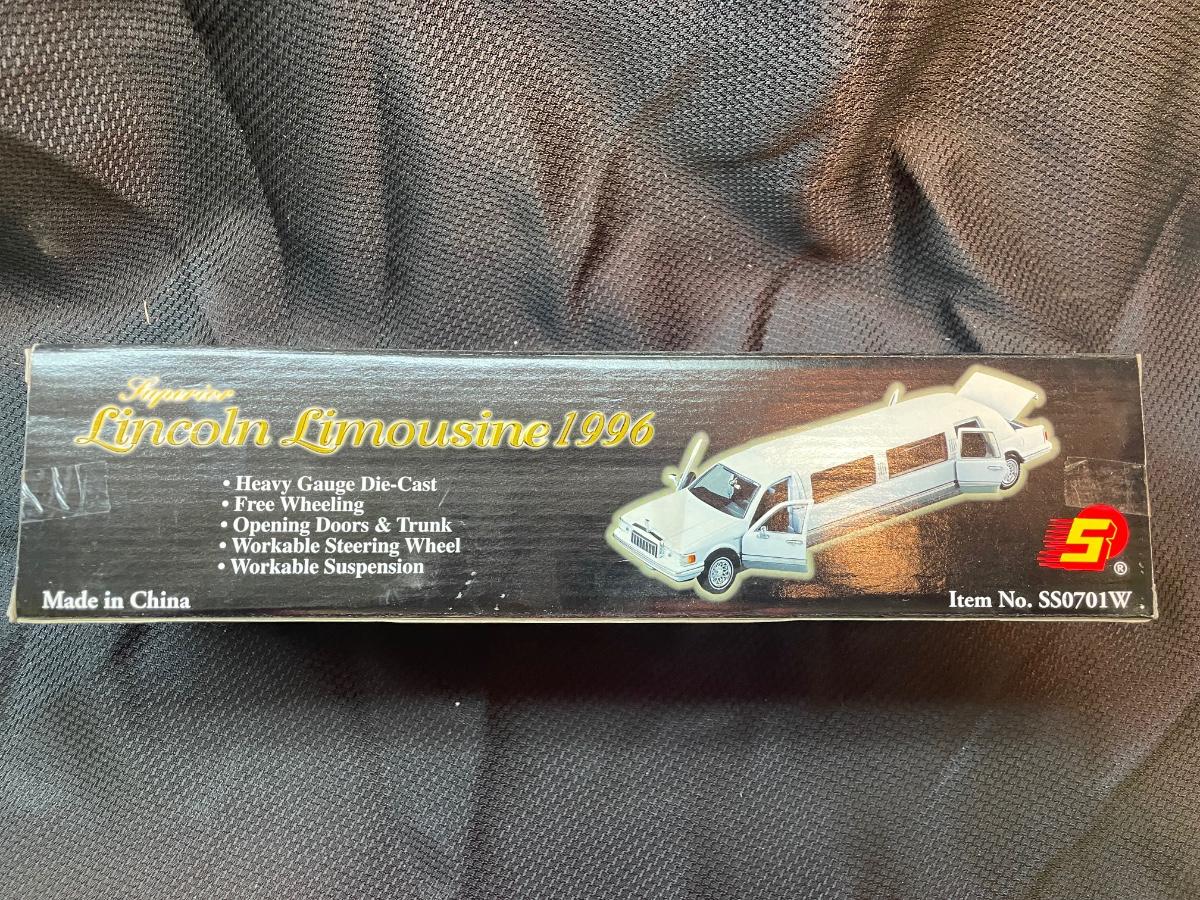 Superior
Lincoln Limousine 1996
• Heavy Gauge Die-Cast
• Free Wheeling
• Opening Doors & Trunk
• Workable Steering Wheel
• Workable Suspension
Made in China
S
®
Item No. SS0701W